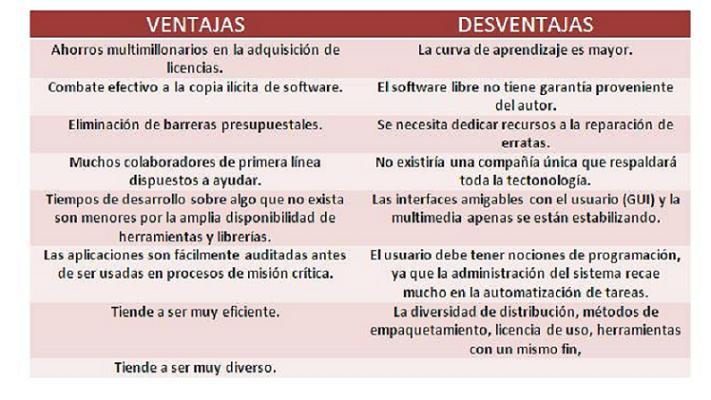 VENTAJAS DESVENTAJAS
Ahorros multimillonarios en la adquisición de
licencias.
La curva de aprendizaje es mayor.
Combate efectivo a la copia ilícita de software.
El software libre no tiene garantía proveniente
del autor.
Eliminación de barreras presupuestales.
Se necesita dedicar recursos a la reparación de
erratas.
Muchos colaboradores de primera línea
dispuestos a ayudar.
No existiría una compañía única que respaldará
toda la tectonología.
Tiempos de desarrollo sobre algo que no exista
son menores por la amplia disponibilidad de
herramientas y librerías.
Las interfaces amigables con el usuario (GUI) y la
multimedia apenas se están estabilizando.
Las aplicaciones son fácilmente auditadas antes
de ser usadas en procesos de misión crítica.
El usuario debe tener nociones de programación,
ya que la administración del sistema recae
mucho en la automatización de tareas.
Tiende a ser muy eficiente.
La diversidad de distribución, métodos de
empaquetamiento, licencia de uso, herramientas
con un mismo fin,
Tiende a ser muy diverso.